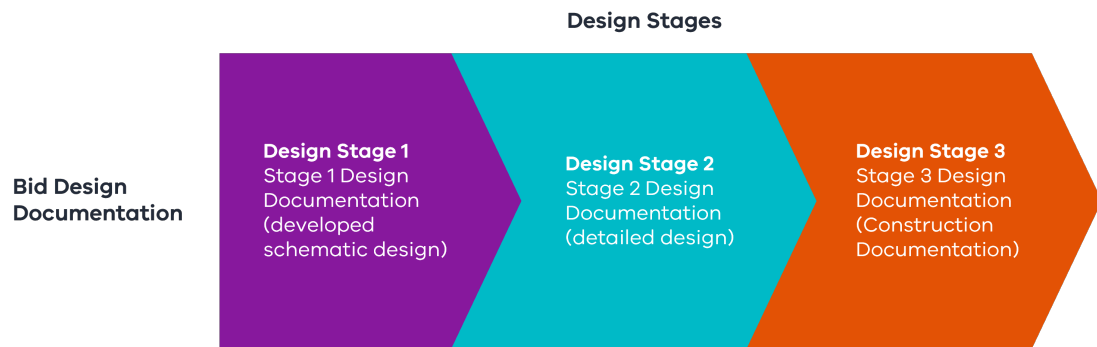 Design Stages
Bid Design
Documentation
Design Stage 1
Stage 1 Design
Documentation
(developed
schematic design)
Design Stage 2
Stage 2 Design
Documentation
(detailed design)
Design Stage 3
Stage 3 Design
Documentation
(Construction
Documentation)